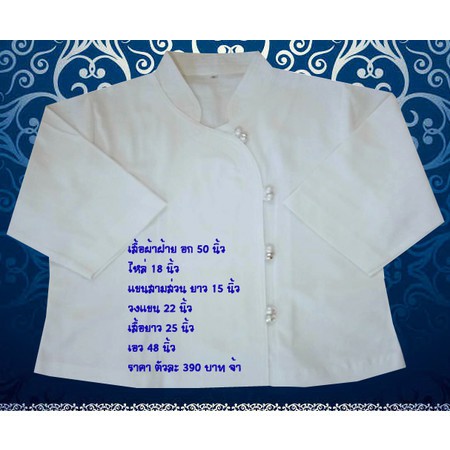 เสื้อผ้าฝ้าย อก 50 นิ้ว
ไหล่ 18 นิ้ว
แขนสามส่วน ยาว 15 นิ้ว
วงแขน 22 นิ้ว
เสื้อยาว 25 นิ้ว
เอว 48 นิ้ว
ราคา ตัวละ 390 บาท จ้า